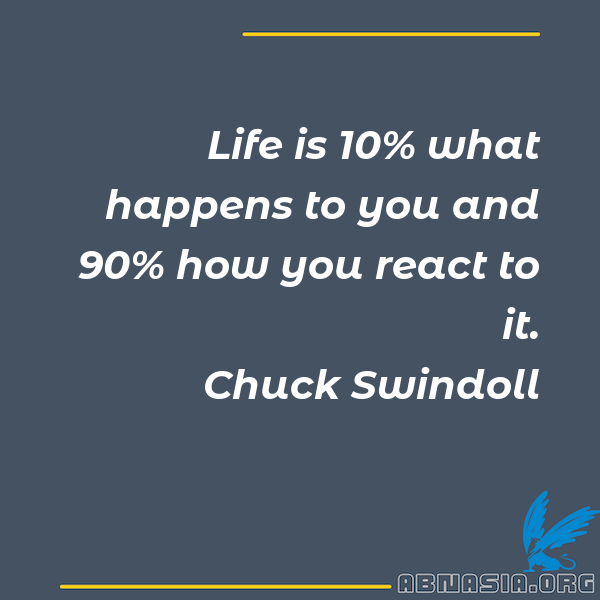 Life is 10% what
happens to you and
90% how you react to
it.
Chuck Swindoll
ABNASIA.ORG